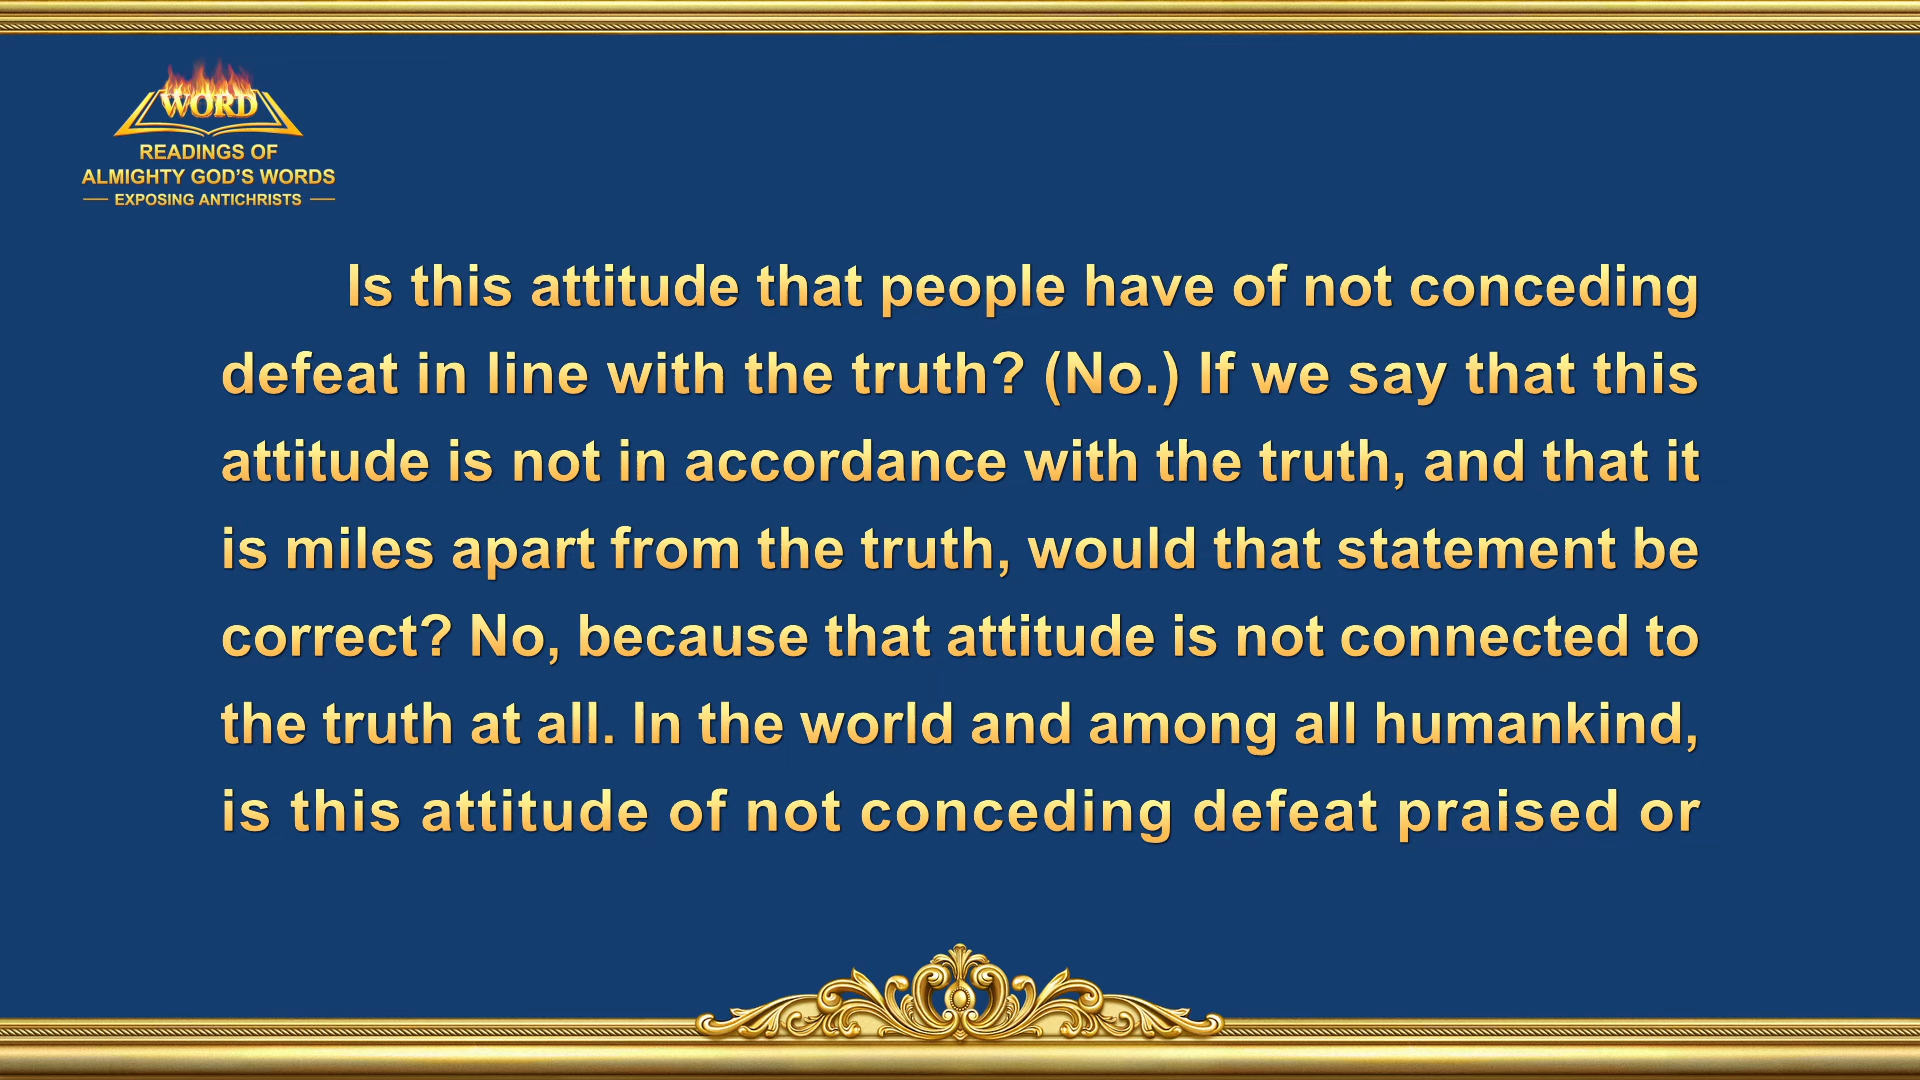 WORD
READINGS OF
ALMIGHTY GOD'S WORDS
EXPOSING ANTICHRISTS
Is this attitude that people have of not conceding
defeat in line with the truth? (No.) If we say that this
attitude is not in accordance with the truth, and that it
is miles apart from the truth, would that statement be
correct? No, because that attitude is not connected to
the truth at all. In the world and among all humankind,
is this attitude of not conceding defeat praised or